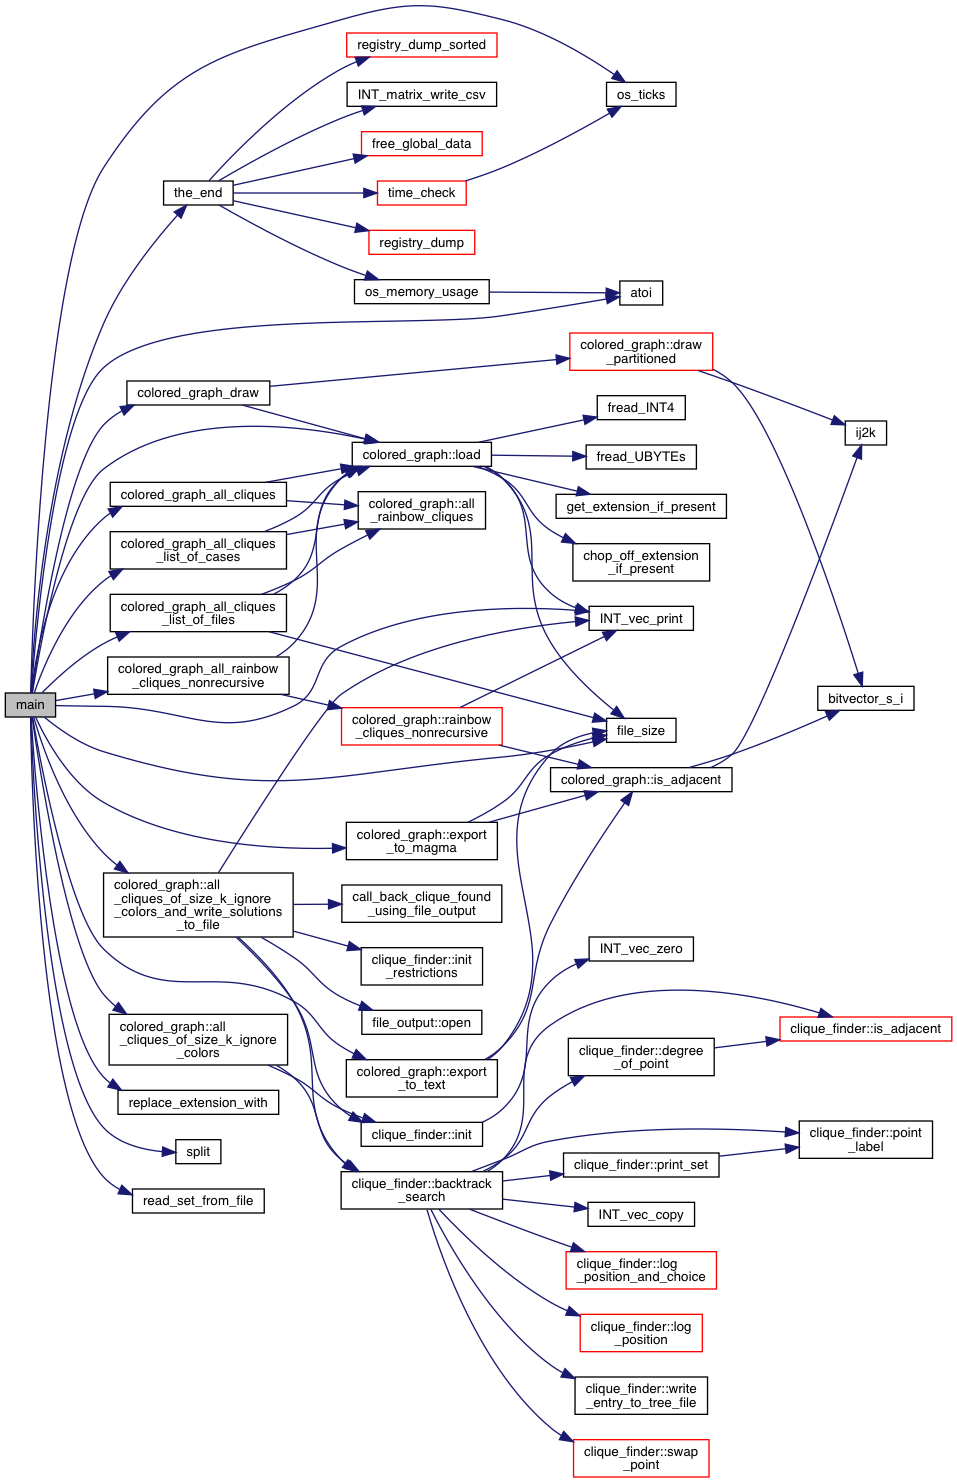 registry_dump_sorted
INT_matrix_write_csv
os_ticks
free_global_data
the_end
time_check
registry_dump
os_memory_usage
atoi
colored_graph::draw
_partitioned
colored_graph_draw
fread_INT4
ij2k
colored_graph::load
fread_UBYTEs
colored_graph_all_cliques
colored_graph::all
_rainbow_cliques
get_extension_if_present
colored_graph_all_cliques
_list_of_cases
chop_off_extension
_if_present
colored_graph_all_cliques
_list_of_files
INT_vec_print
colored_graph_all_rainbow
_cliques_nonrecursive
main
bitvector_s_i
colored_graph::rainbow
_cliques_nonrecursive
file_size
colored_graph::is_adjacent
colored_graph::export
_to_magma
colored_graph::all
_cliques_of_size_k_ignore
_colors_and_write_solutions
_to_file
call_back_clique_found
_using_file_output
clique_finder::init
_restrictions
INT_vec_zero
file_output::open
colored_graph::all
_cliques_of_size_k_ignore
_colors
clique_finder::is_adjacent
clique_finder::degree
_of_point
colored_graph::export
_to_text
replace_extension_with
clique_finder::init
clique_finder::point
_label
split
clique_finder::print_set
clique_finder::backtrack
_search
read_set_from_file
INT_vec_copy
clique_finder::log
_position_and_choice
clique_finder::log
_position
clique_finder::write
_entry_to_tree_file
clique_finder::swap
_point